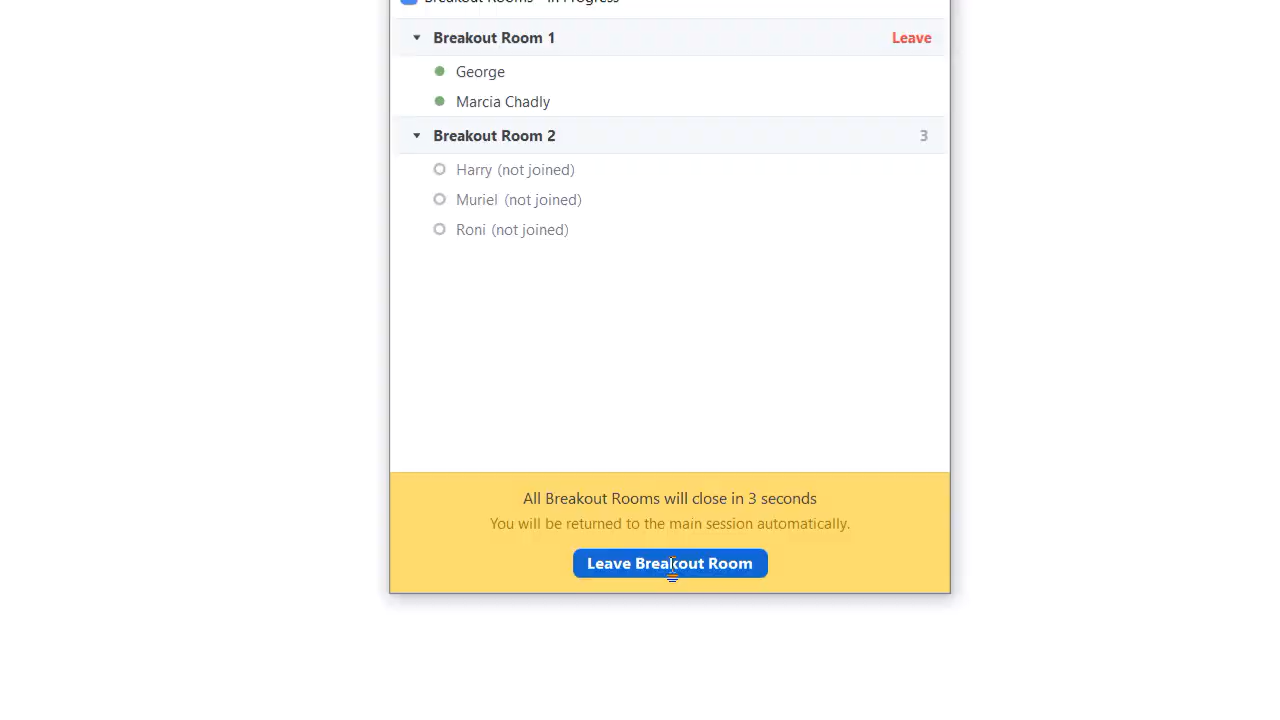 Breakout Rooms - In Progress
Breakout Room 1 Leave
George
Marcia Chadly
Breakout Room 2 3
Harry (not joined)
Muriel (not joined)
Roni (not joined)
All Breakout Rooms will close in 3 seconds
You will be returned to the main session automatically.
Leave Breakout Room